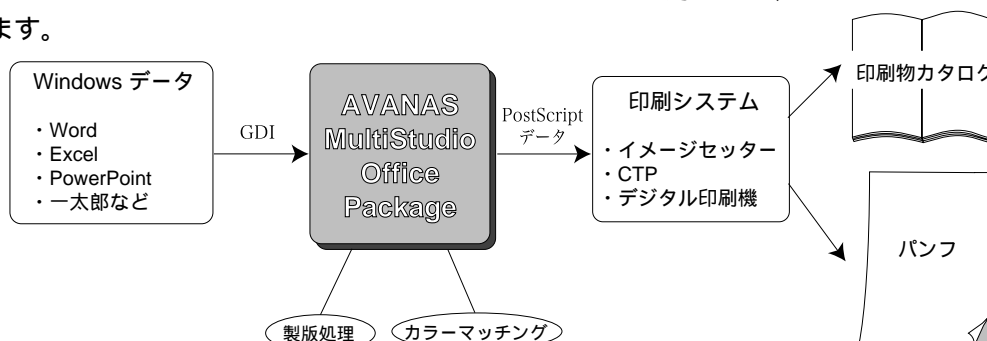 ます。
Windows データ
・Word
・Excel
・PowerPoint
・一太郎など
GDI
AVANAS
MultiStudio
Office
Package
PostScript
データ
印刷システム
・イメージセッター
・CTP
・デジタル印刷機
印刷物カタログ
パンフ
製版処理
カラーマッチング